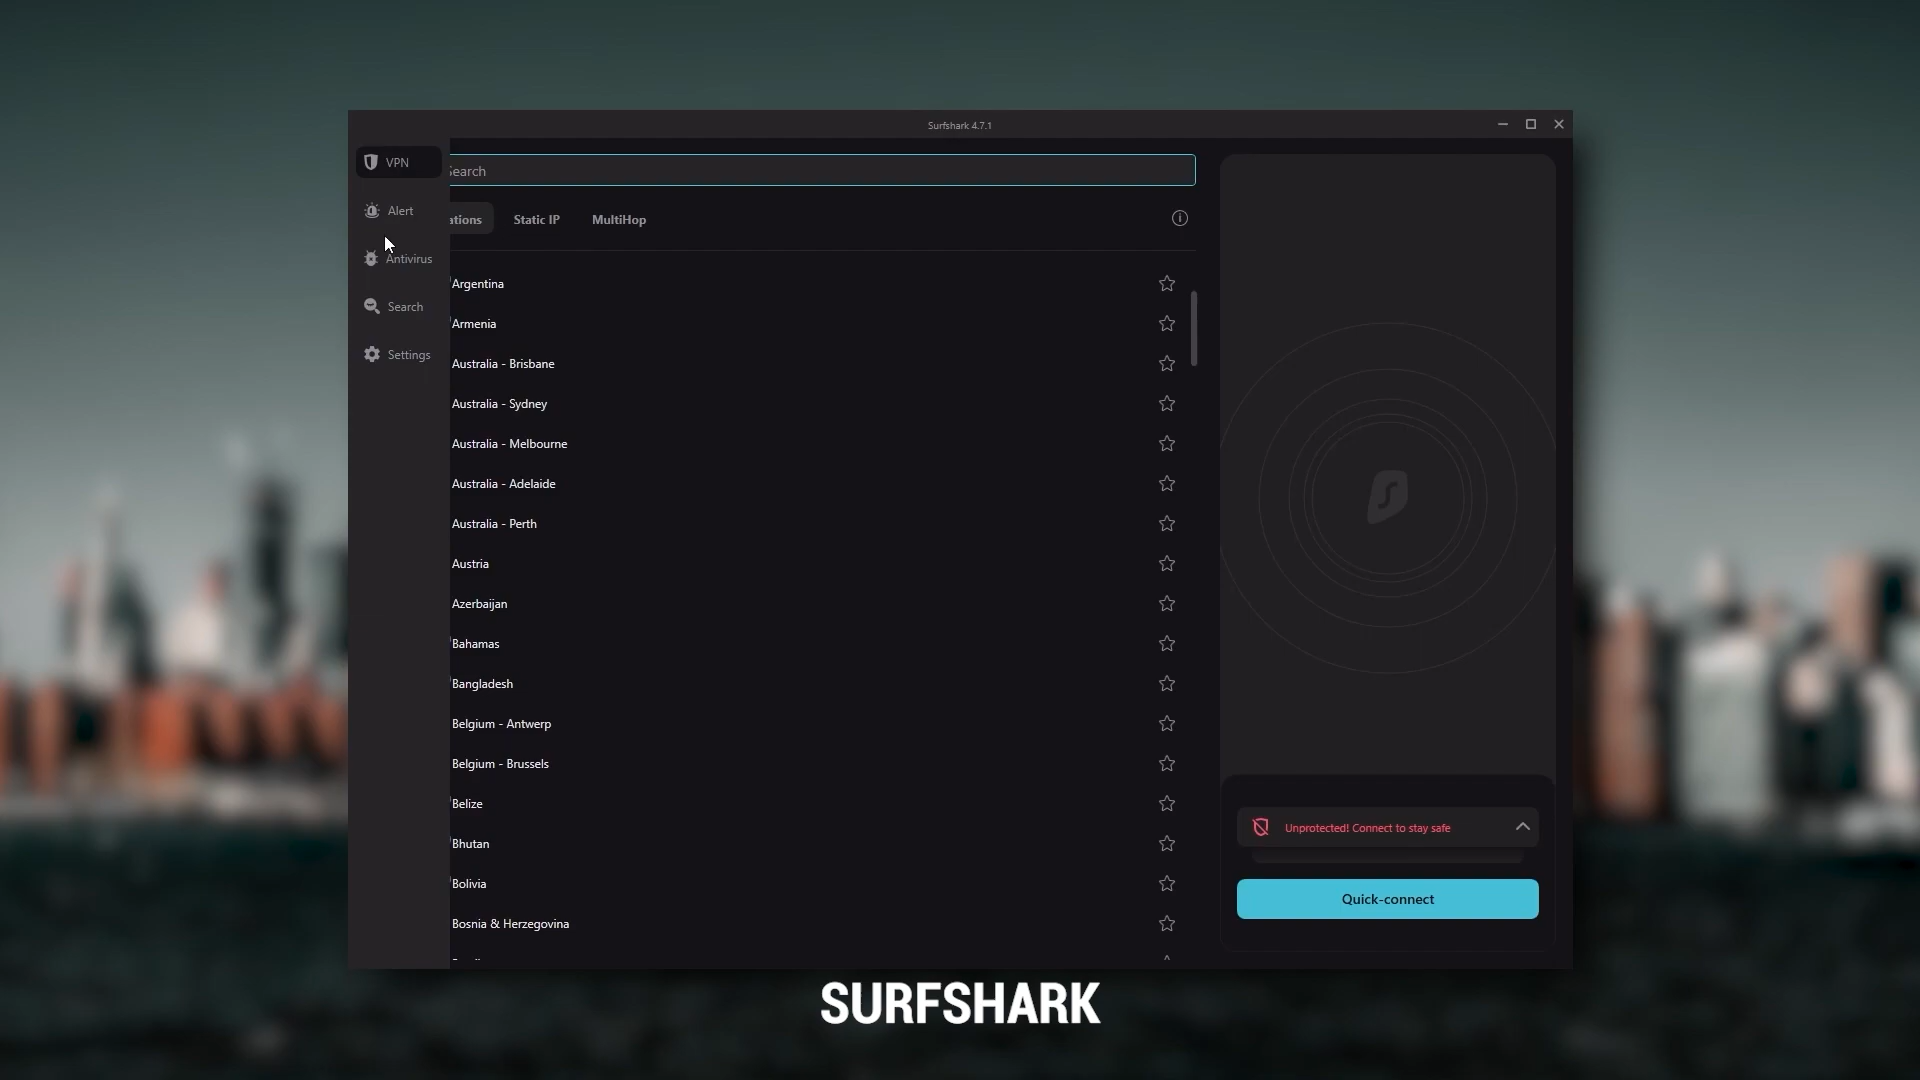 Surfshark 4.7.1
VPN
Alert
Antivirus
Search
Settings
Search
ations
Static IP
MultiHop
Argentina
Armenia
Australia - Brisbane
Australia - Sydney
Australia - Melbourne
Australia - Adelaide
Australia - Perth
Austria
Azerbaijan
Bahamas
Bangladesh
Belgium - Antwerp
Belgium - Brussels
Belize
Bhutan
Bolivia
Bosnia & Herzegovina
Unprotected! Connect to stay safe
Quick-connect
SURFSHARK